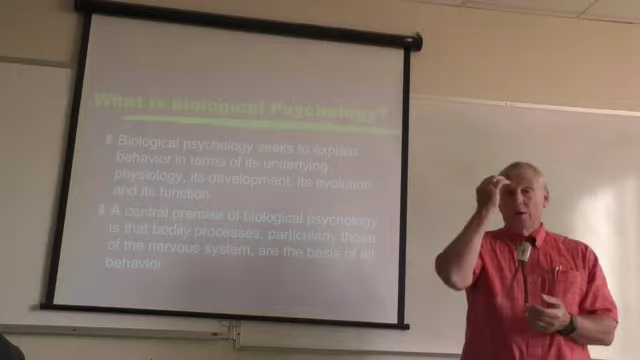 What Is Biological Psychology?
Biological psychology seeks to explain
behavior in terms of its underlying
physiology, its development, its evolution
and its function.
A central premise of biological psychology
is that bodily processes, particularly those
of the nervous system, are the basis of all
behavior